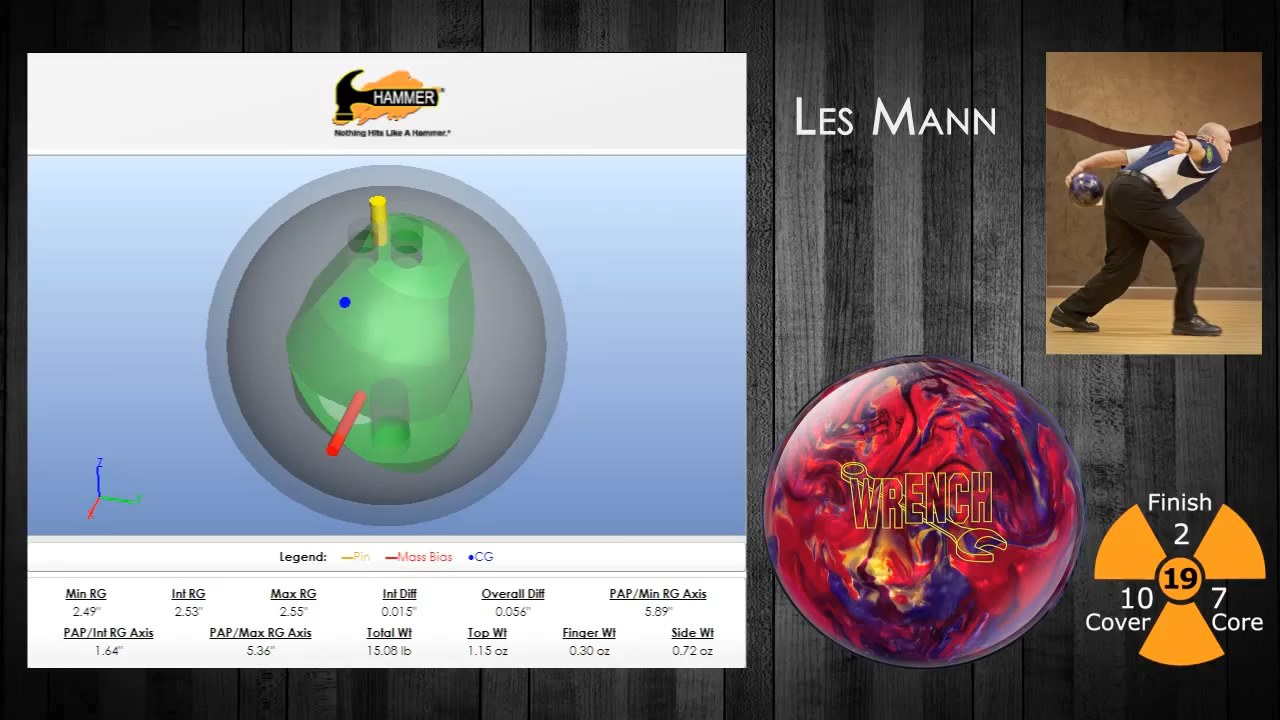 HAMMER
Nothing Hits Like A Hammer.
LES MANN
Z
Y
X
WRENCH
Legend: Pin Mass Bias CG
Min RG Int RG Max RG Int Diff Overall Diff PAP/Min RG Axis
2.49" 2.53" 2.55" 0.015" 0.056" 5.89"
PAP/Int RG Axis PAP/Max RG Axis Total Wt Top Wt Finger Wt Side Wt
1.64" 5.36" 15.08 lb 1.15 oz 0.30 oz 0.72 oz
Finish
2
19
10 7
Cover Core